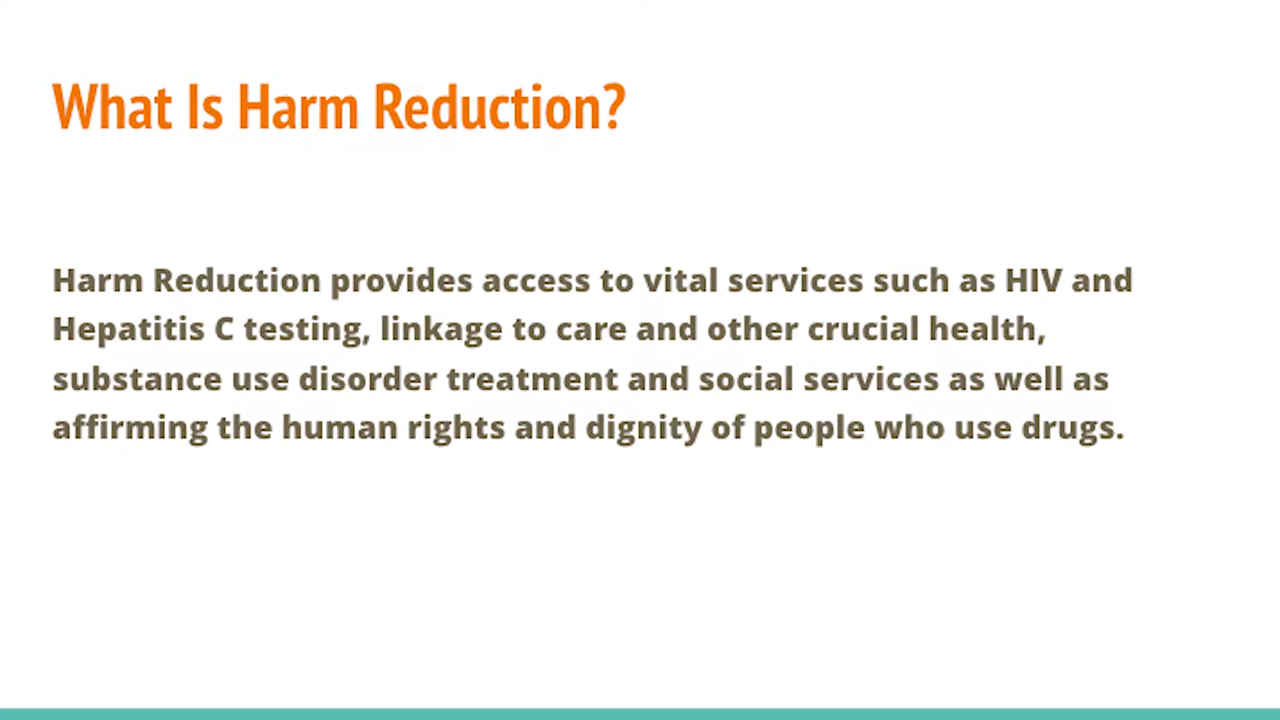 What Is Harm Reduction?
Harm Reduction provides access to vital services such as HIV and
Hepatitis C testing, linkage to care and other crucial health,
substance use disorder treatment and social services as well as
affirming the human rights and dignity of people who use drugs.